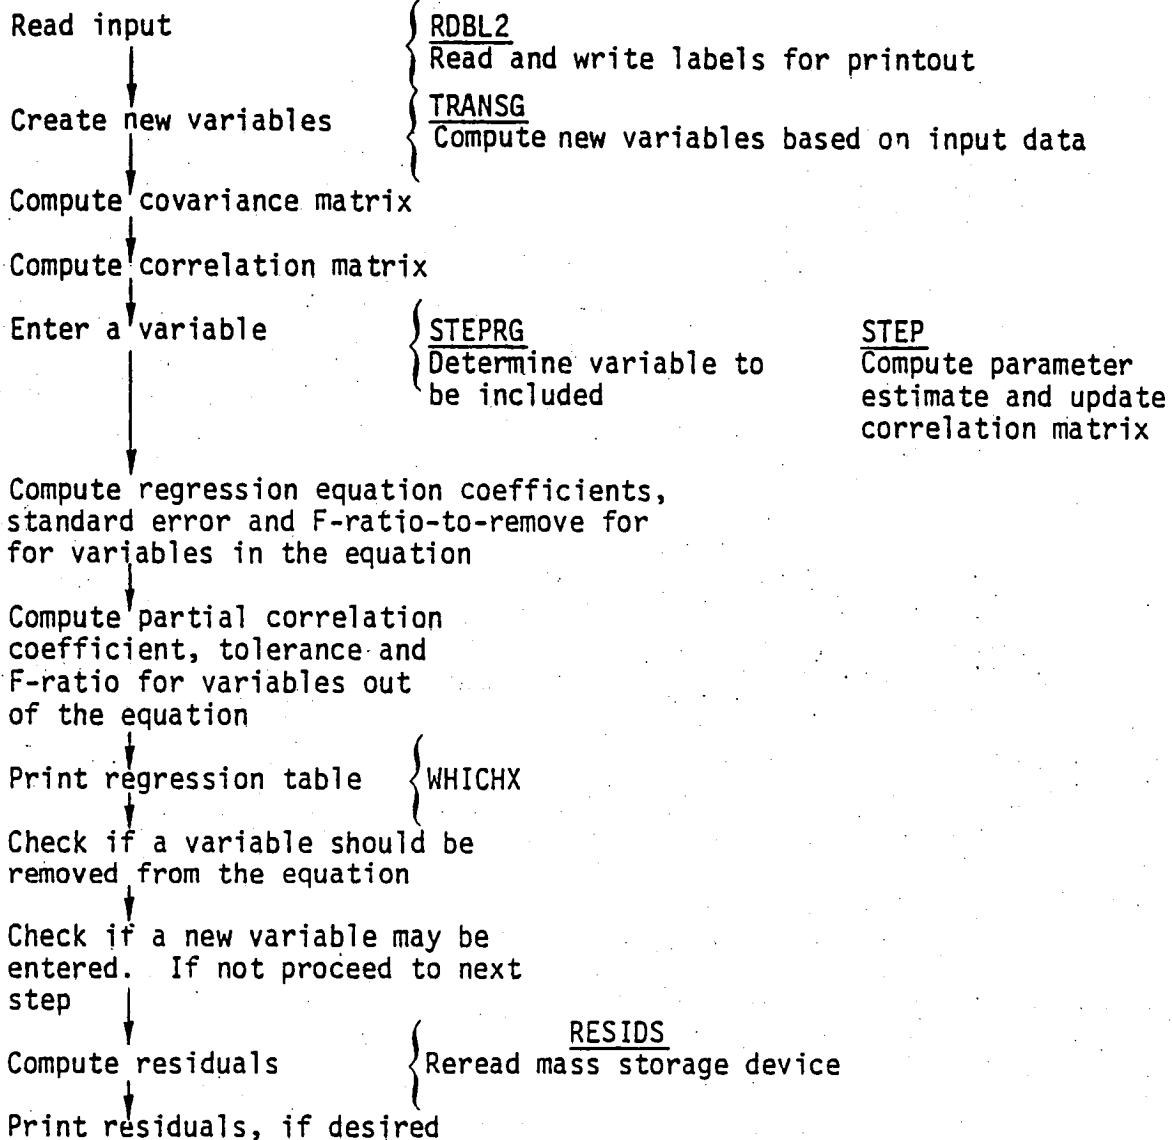 Read input
RDBL2
Read and write labels for printout
Create new variables
TRANSG
Compute new variables based on input data
Compute covariance matrix
Compute correlation matrix
Enter a variable
STEPRG
Determine variable to
be included
STEP
Compute parameter
estimate and update
correlation matrix
Compute regression equation coefficients,
standard error and F-ratio-to-remove for
for variables in the equation
Compute partial correlation
coefficient, tolerance and
F-ratio for variables out
of the equation
Print regression table
WHICHX
Check if a variable should be
removed from the equation
Check if a new variable may be
entered. If not proceed to next
step
Compute residuals
RESIDS
Reread mass storage device
Print residuals, if desired